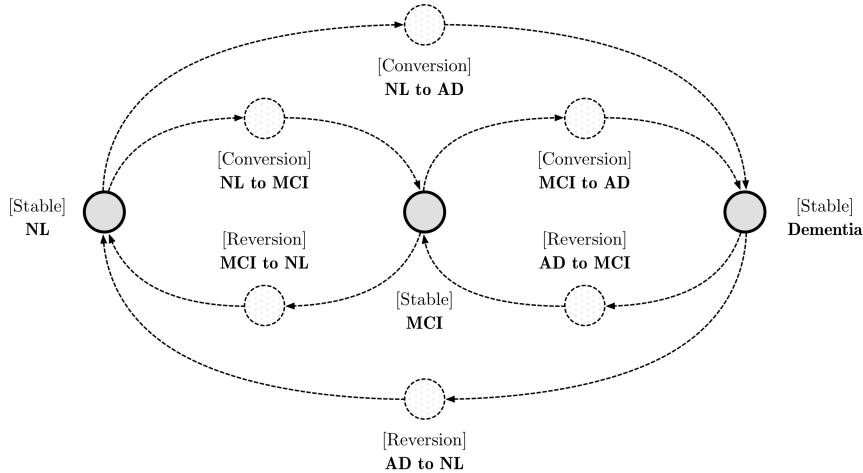 [Conversion]
NL to AD
[Conversion]
NL to MCI
[Conversion]
MCI to AD
[Stable]
NL
[Stable]
Dementia
[Reversion]
MCI to NL
[Reversion]
AD to MCI
[Stable]
MCI
[Reversion]
AD to NL